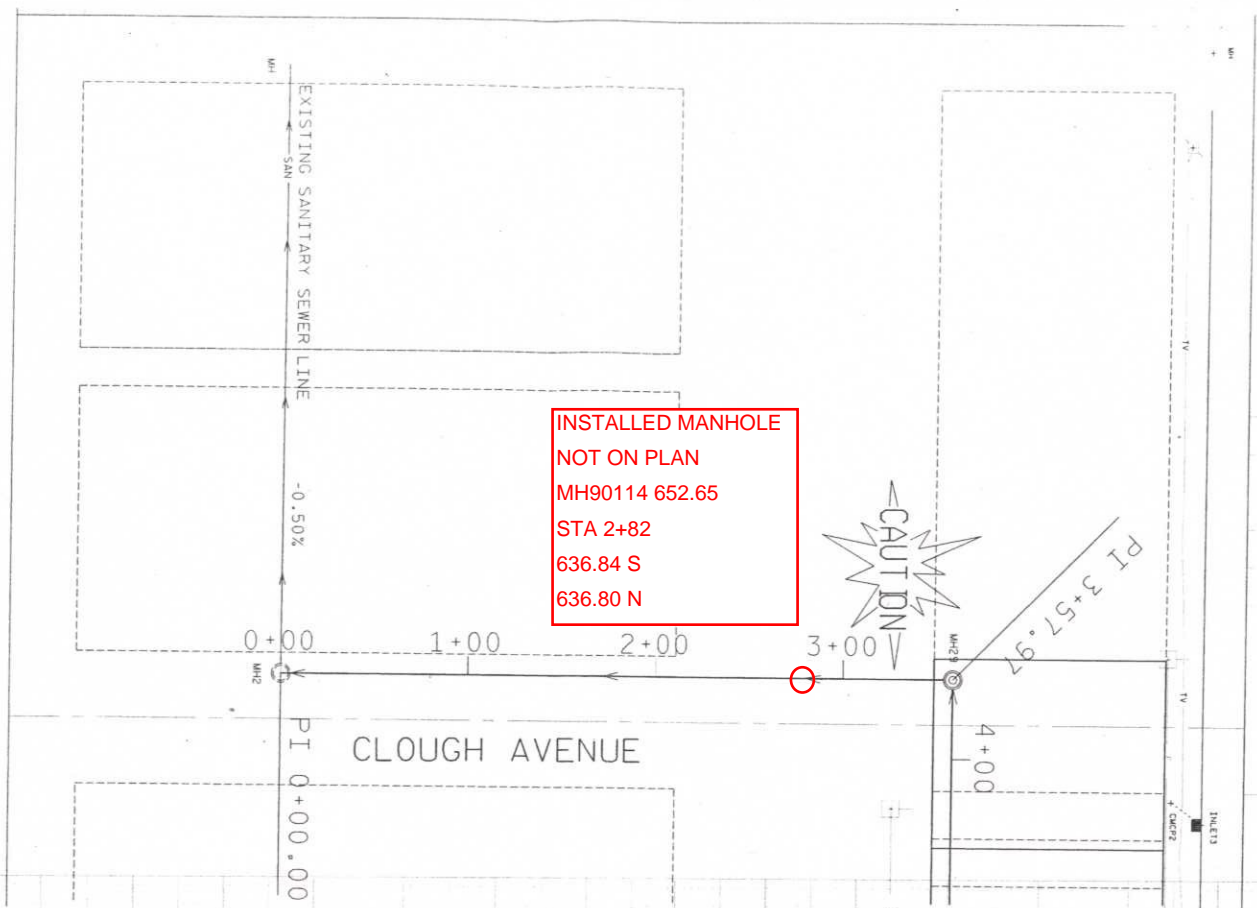 MH
MH
EXISTING SANITARY SEWER LINE
SAN
TV
-0.50%
INSTALLED MANHOLE
NOT ON PLAN
MH90114 652.65
STA 2+82
636.84 S
636.80 N
CAUTION
PI 3+57.97
0+00
1+00
2+00
3+00
MH29
MH2
TV
PI 0+00.00
CLOUGH AVENUE
4+00
INLET3
CMCP2